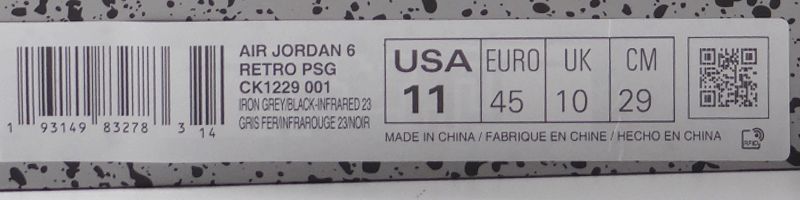 AIR JORDAN 6
RETRO PSG
CK1229 001
IRON GREY/BLACK-INFRARED 23
GRIS FER/INFRAROUGE 23/NOIR
1 93149 83278 3 14
USA EURO UK CM
11 45 10 29
MADE IN CHINA / FABRIQUE EN CHINE / HECHO EN CHINA
RFID